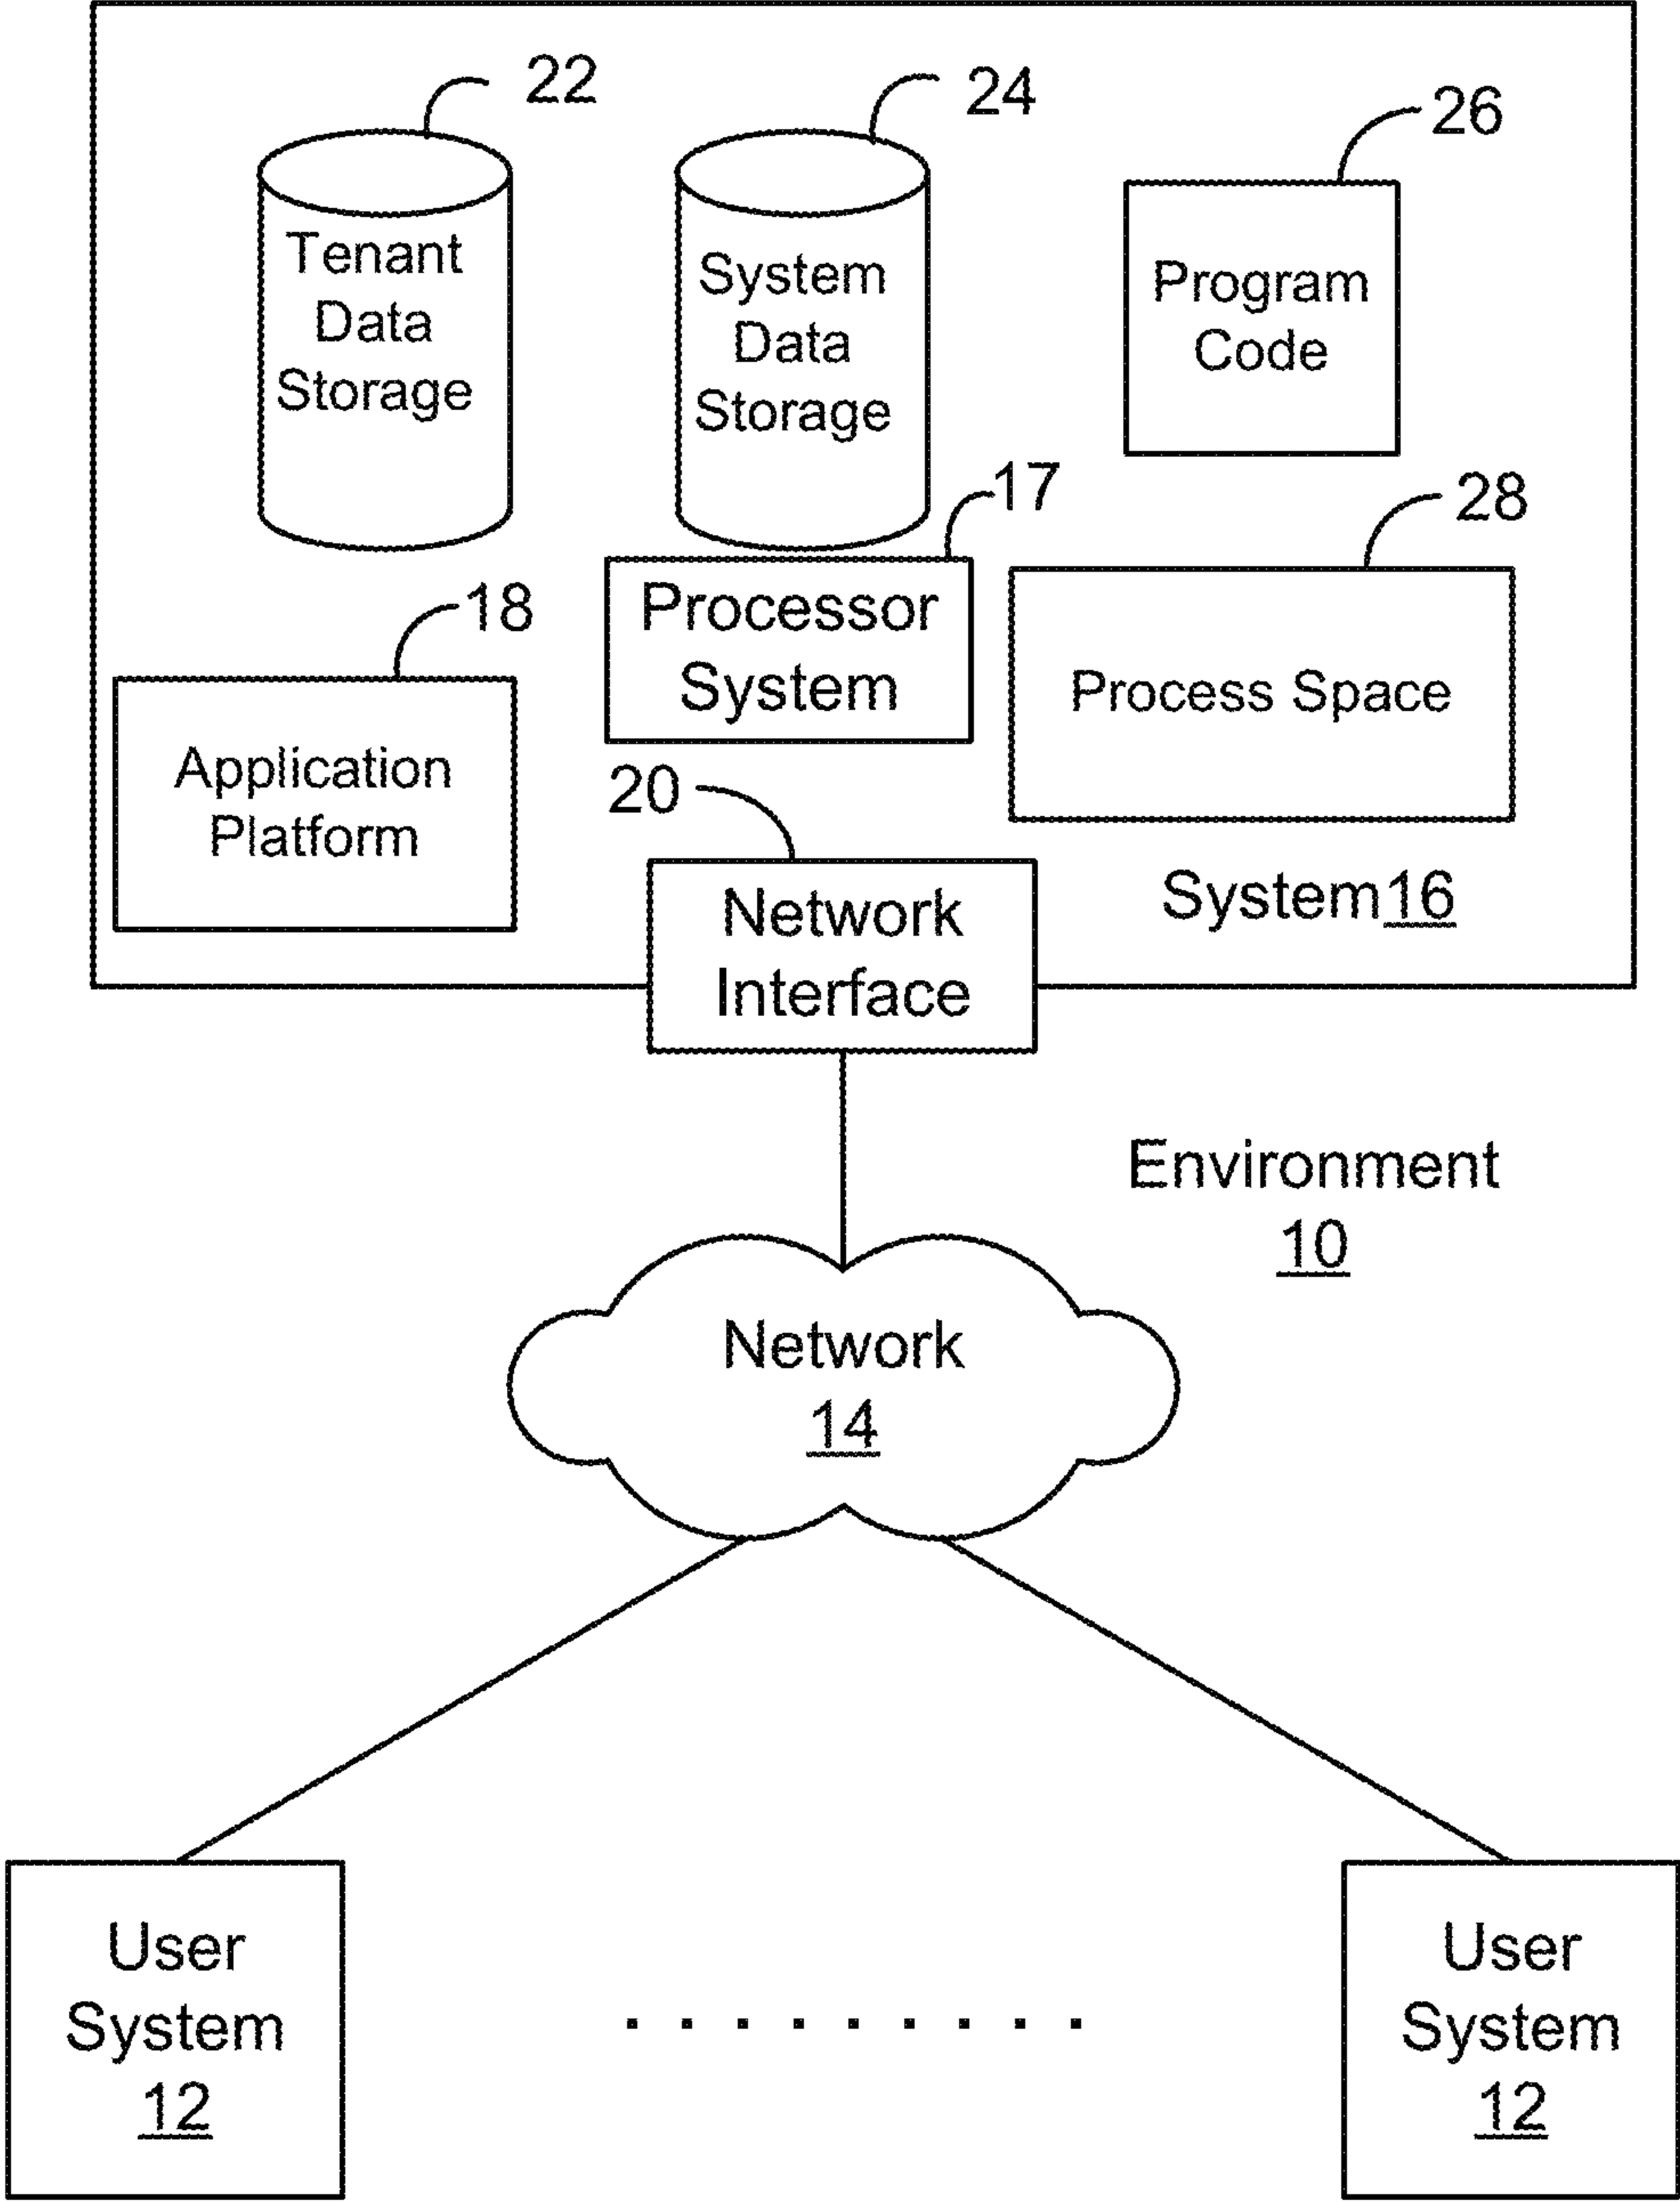 22
24
26
Tenant
Data
Storage
System
Data
Storage
Program
Code
17
28
18
Processor
System
Process Space
Application
Platform
20
Network
Interface
System16
Environment
10
Network
14
User
System
12
.........
User
System
12